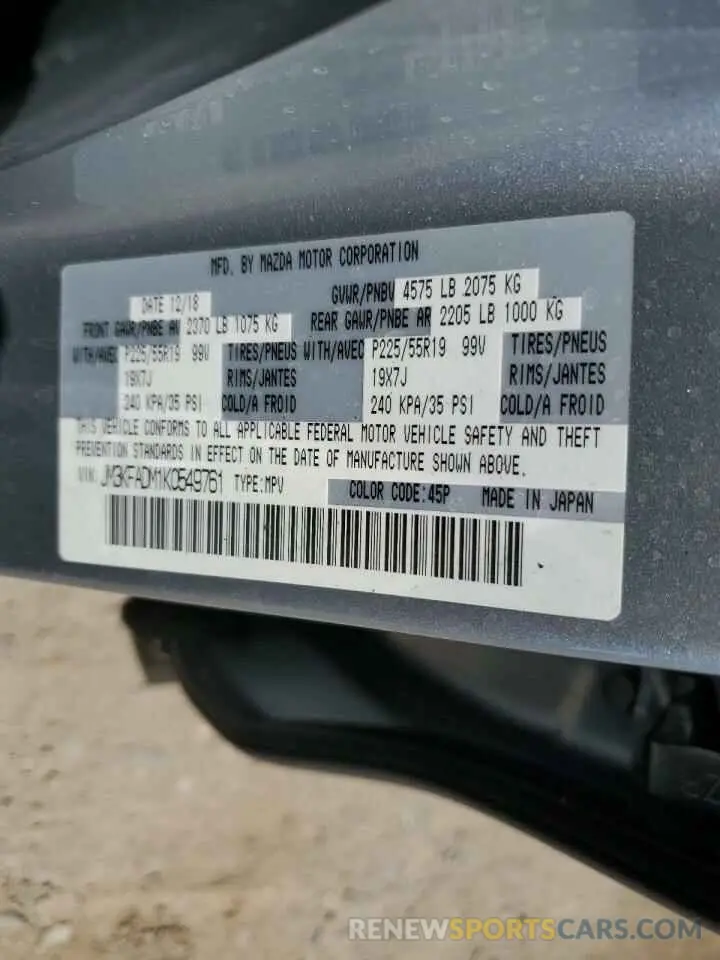 MFD. BY MAZDA MOTOR CORPORATION
DATE 12/18 GVWR/PNBV 4575 LB 2075 KG
FRONT GAWR/PNBE AV 2370 LB 1075 KG REAR GAWR/PNBE AR 2205 LB 1000 KG
WITH/AVEC P225/55R19 99V TIRES/PNEUS WITH/AVEC P225/55R19 99V TIRES/PNEUS
19X7J RIMS/JANTES 19X7J RIMS/JANTES
240 KPA/35 PSI COLD/A FROID 240 KPA/35 PSI COLD/A FROID
THIS VEHICLE CONFORMS TO ALL APPLICABLE FEDERAL MOTOR VEHICLE SAFETY AND THEFT
PREVENTION STANDARDS IN EFFECT ON THE DATE OF MANUFACTURE SHOWN ABOVE.
VIN: JM3KFADM1K0549761 TYPE:MPV COLOR CODE:45P MADE IN JAPAN
RENEWSPORTSCARS.COM